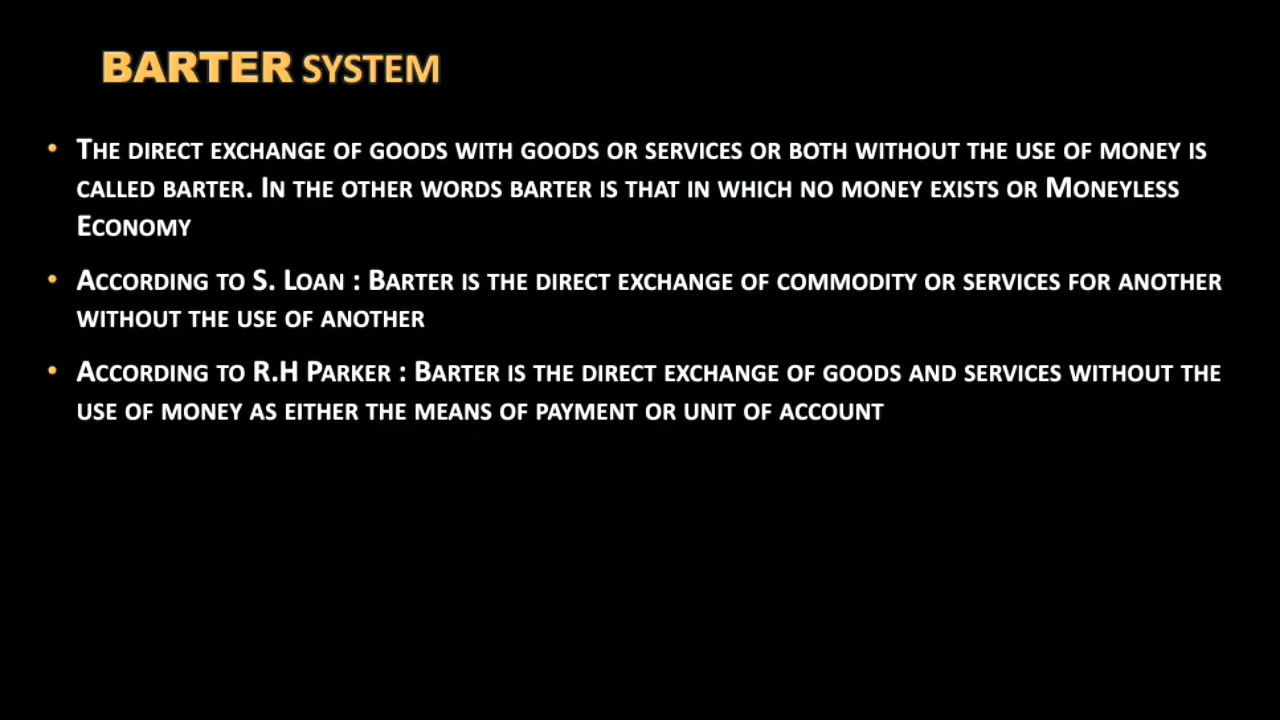 BARTER SYSTEM
• THE DIRECT EXCHANGE OF GOODS WITH GOODS OR SERVICES OR BOTH WITHOUT THE USE OF MONEY IS
CALLED BARTER. IN THE OTHER WORDS BARTER IS THAT IN WHICH NO MONEY EXISTS OR MONEYLESS
ECONOMY
• ACCORDING TO S. LOAN : BARTER IS THE DIRECT EXCHANGE OF COMMODITY OR SERVICES FOR ANOTHER
WITHOUT THE USE OF ANOTHER
• ACCORDING TO R.H PARKER : BARTER IS THE DIRECT EXCHANGE OF GOODS AND SERVICES WITHOUT THE
USE OF MONEY AS EITHER THE MEANS OF PAYMENT OR UNIT OF ACCOUNT